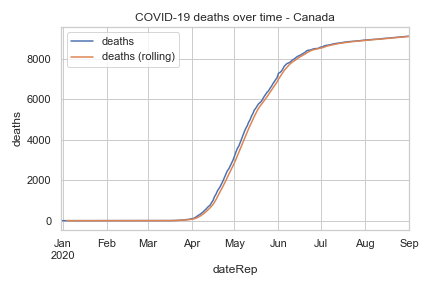 COVID-19 deaths over time - Canada
deaths
deaths (rolling)
deaths
8000
6000
4000
2000
0
Jan Feb Mar Apr May Jun Jul Aug Sep
2020
dateRep